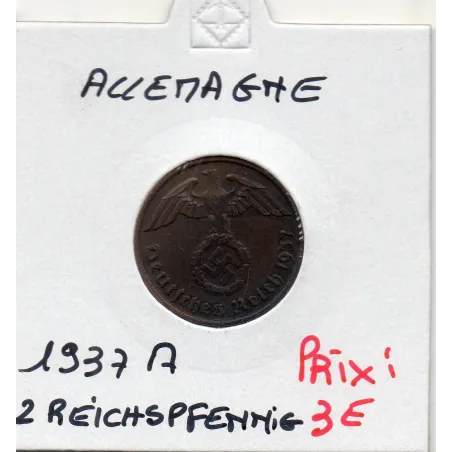 ALLEMAGNE
Deutsches Reich 1937
1937 A
PRIX :
2 REICHSPFENNIG 3E